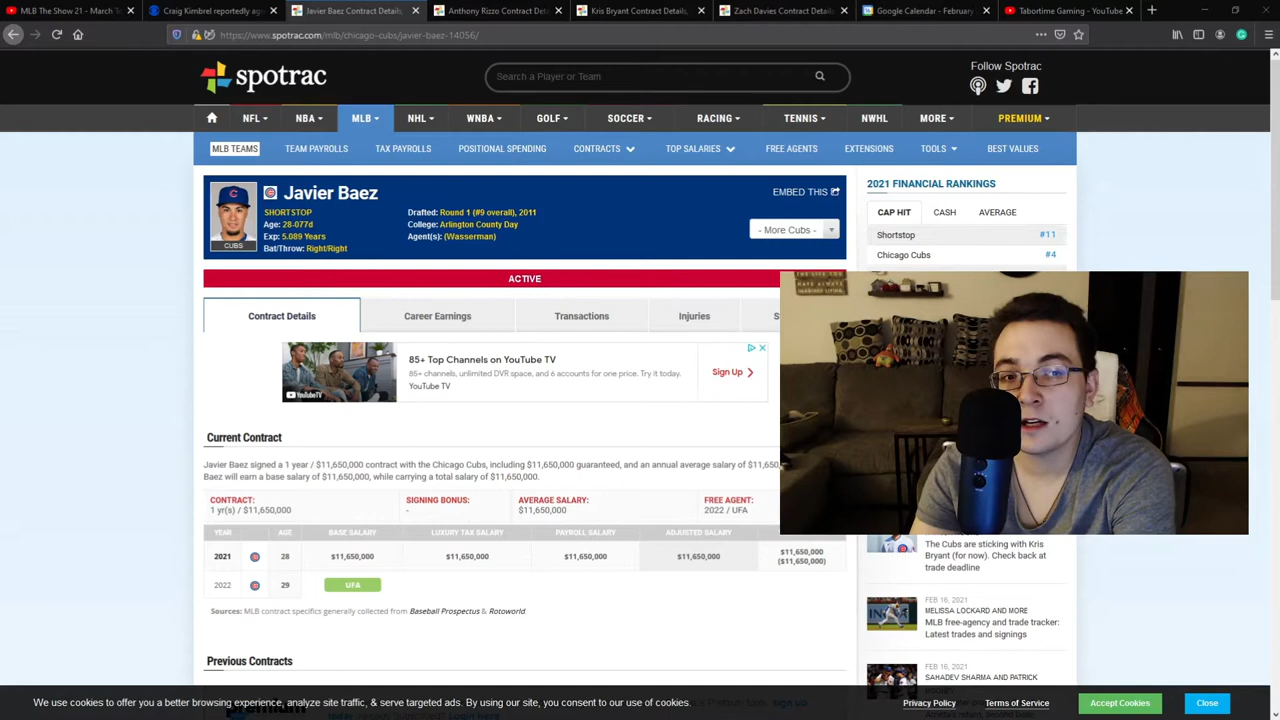 MLB The Show 21 - March To
Craig Kimbrel reportedly age
Javier Baez Contract Details,
Anthony Rizzo Contract Det
Kris Bryant Contract Details,
Zach Davies Contract Details
Google Calendar - February
Tabortime Gaming - YouTube
https://www.spotrac.com/mlb/chicago-cubs/javier-baez-14056/
spotrac
Search a Player or Team
Follow Spotrac
NFL NBA MLB NHL WNBA GOLF SOCCER RACING TENNIS NWHL MORE PREMIUM
MLB TEAMS TEAM PAYROLLS TAX PAYROLLS POSITIONAL SPENDING CONTRACTS TOP SALARIES FREE AGENTS EXTENSIONS TOOLS BEST VALUES
Javier Baez
EMBED THIS
SHORTSTOP
Age: 28-077d
Exp: 5.089 Years
Bat/Throw: Right/Right
CUBS
Drafted: Round 1 (#9 overall), 2011
College: Arlington County Day
Agent(s): (Wasserman)
- More Cubs -
2021 FINANCIAL RANKINGS
CAP HIT CASH AVERAGE
Shortstop #11
Chicago Cubs #4
ACTIVE
Contract Details Career Earnings Transactions Injuries S
85+ Top Channels on YouTube TV
85+ channels, unlimited DVR space, and 6 accounts for one price. Try it today.
YouTube TV
Sign Up
YouTubeTV
Current Contract
Javier Baez signed a 1 year / $11,650,000 contract with the Chicago Cubs, including $11,650,000 guaranteed, and an annual average salary of $11,650,
Baez will earn a base salary of $11,650,000, while carrying a total salary of $11,650,000.
CONTRACT: SIGNING BONUS: AVERAGE SALARY: FREE AGENT:
1 yr(s) / $11,650,000 - $11,650,000 2022 / UFA
YEAR AGE BASE SALARY LUXURY TAX SALARY PAYROLL SALARY ADJUSTED SALARY
2021 28 $11,650,000 $11,650,000 $11,650,000 $11,650,000 $11,650,000
($11,650,000)
2022 29 UFA
Sources: MLB contract specifics generally collected from Baseball Prospectus & Rotoworld.
Previous Contracts
The Cubs are sticking with Kris
Bryant (for now). Check back at
trade deadline
FEB 16, 2021
MELISSA LOCKARD AND MORE
MLB free-agency and trade tracker:
Latest trades and signings
FEB 16, 2021
SAHADEV SHARMA AND PATRICK
We use cookies to offer you a better browsing experience, analyze site traffic, & serve targeted ads. By using our site, you consent to our use of cookies.
Privacy Policy Terms of Service Accept Cookies Close